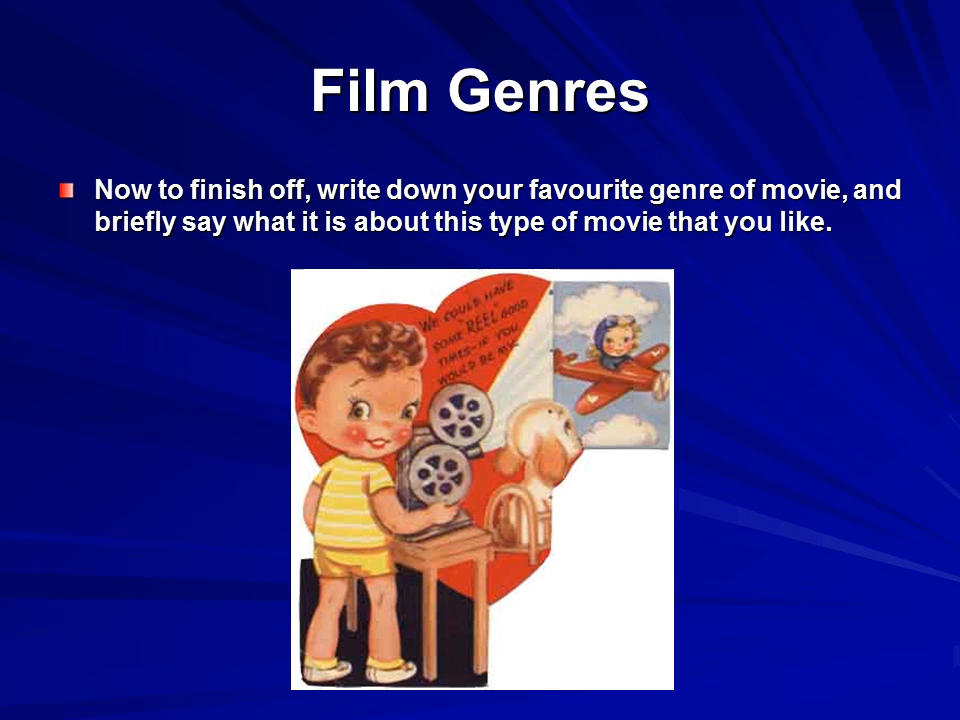 Film Genres
Now to finish off, write down your favourite genre of movie, and
briefly say what it is about this type of movie that you like.
WE COULD HAVE
SOME "REEL" GOOD
TIMES-IF YOU
WOULD BE MY-